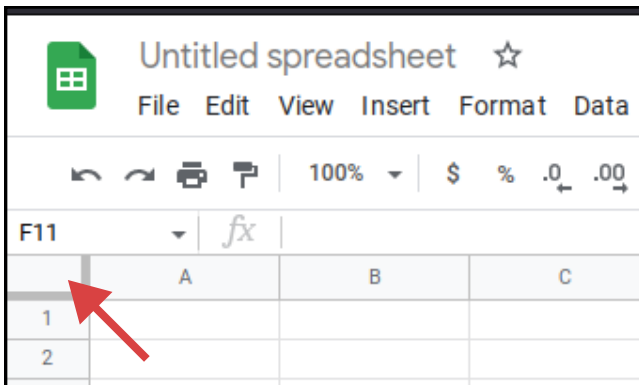 Untitled spreadsheet
File Edit View Insert Format Data
100% $ % .0 .00
F11 fx
A B C
1
2